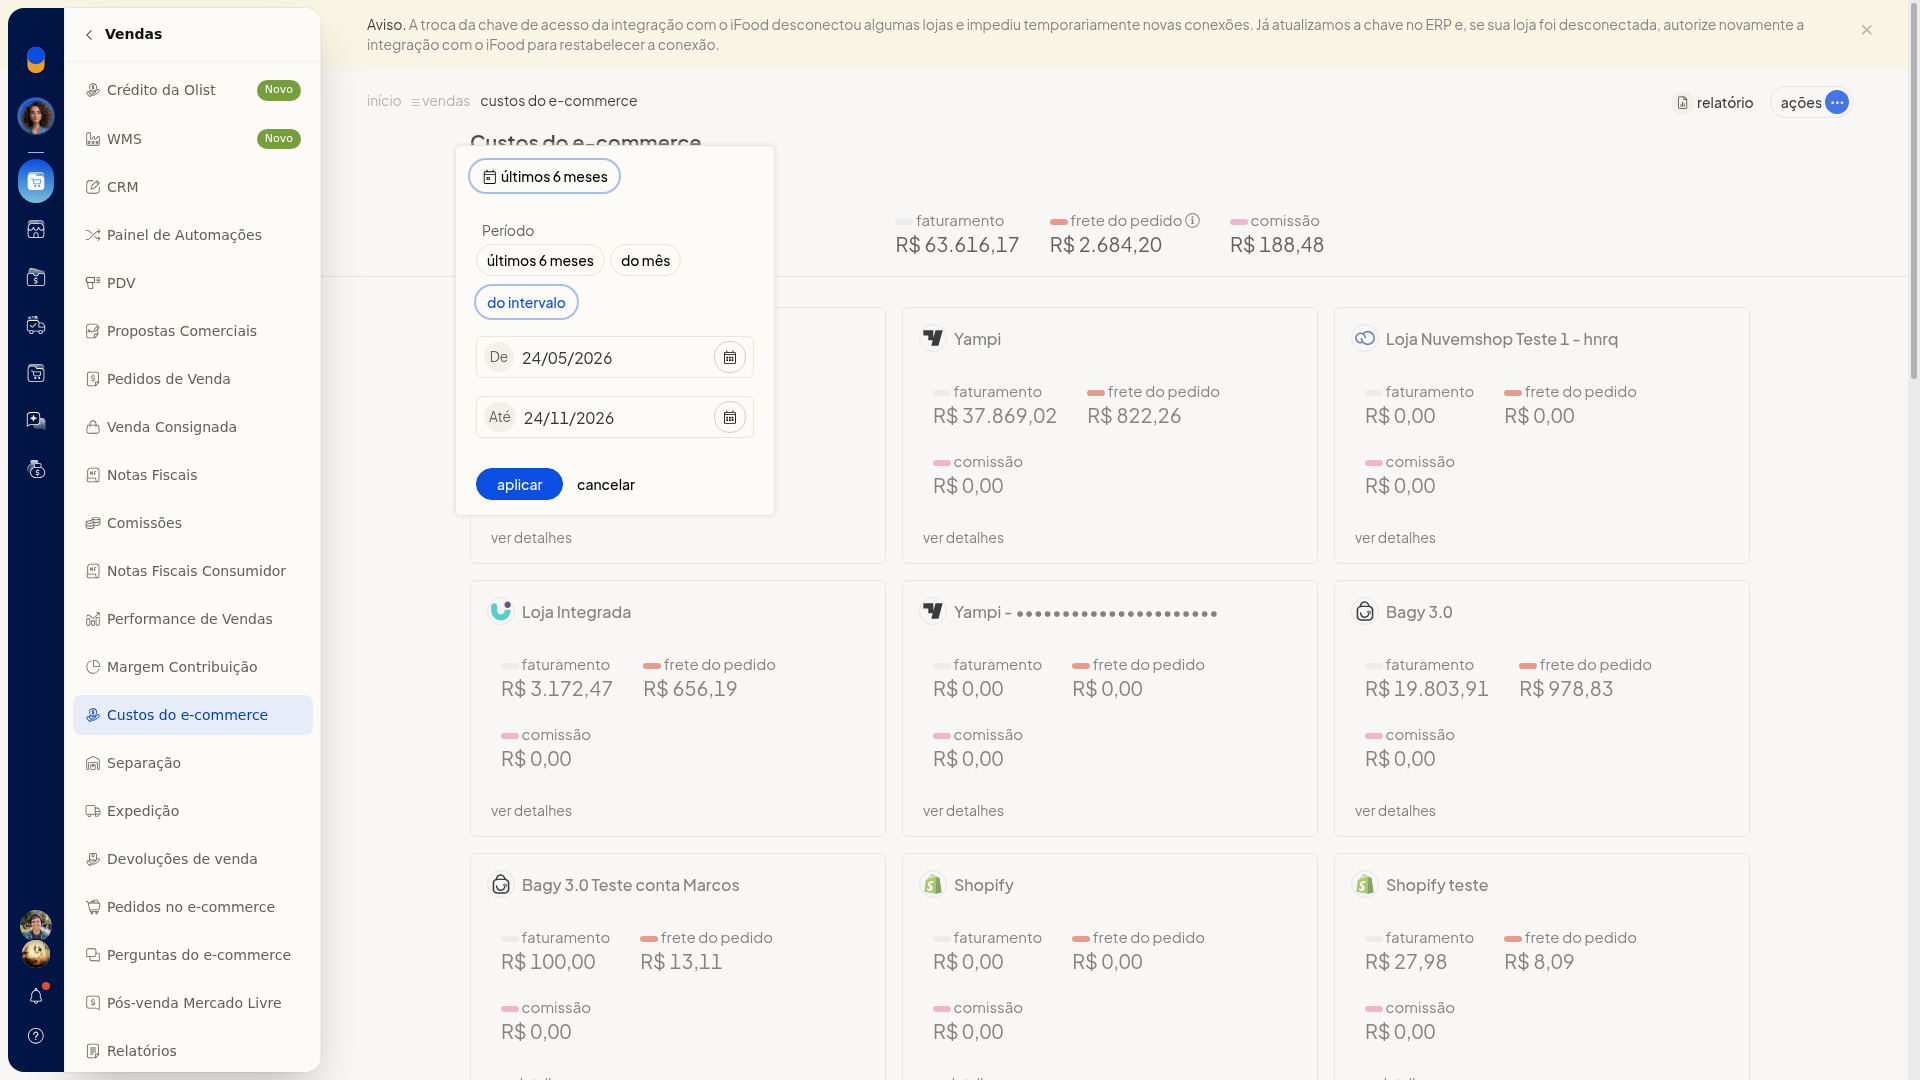 Aviso. A troca da chave de acesso da integração com o iFood desconectou algumas lojas e impediu temporariamente novas conexões. Já atualizamos a chave no ERP e, se sua loja foi desconectada, autorize novamente a
integração com o iFood para restabelecer a conexão.
Vendas
Crédito da Olist Novo
WMS Novo
CRM
Painel de Automações
PDV
Propostas Comerciais
Pedidos de Venda
Venda Consignada
Notas Fiscais
Comissões
Notas Fiscais Consumidor
Performance de Vendas
Margem Contribuição
Custos do e-commerce
Separação
Expedição
Devoluções de venda
Pedidos no e-commerce
Perguntas do e-commerce
Pós-venda Mercado Livre
Relatórios
início vendas custos do e-commerce
relatório ações
Custos do e-commerce
últimos 6 meses
Período
últimos 6 meses do mês
do intervalo
De 24/05/2026
Até 24/11/2026
aplicar cancelar
faturamento frete do pedido comissão
R$ 63.616,17 R$ 2.684,20 R$ 188,48
ver detalhes
Yampi
faturamento frete do pedido
R$ 37.869,02 R$ 822,26
comissão
R$ 0,00
ver detalhes
Loja Nuvemshop Teste 1 - hnrq
faturamento frete do pedido
R$ 0,00 R$ 0,00
comissão
R$ 0,00
ver detalhes
Loja Integrada
faturamento frete do pedido
R$ 3.172,47 R$ 656,19
comissão
R$ 0,00
ver detalhes
Yampi - ••••••••••••••••••••••
faturamento frete do pedido
R$ 0,00 R$ 0,00
comissão
R$ 0,00
ver detalhes
Bagy 3.0
faturamento frete do pedido
R$ 19.803,91 R$ 978,83
comissão
R$ 0,00
ver detalhes
Bagy 3.0 Teste conta Marcos
faturamento frete do pedido
R$ 100,00 R$ 13,11
comissão
R$ 0,00
Shopify
faturamento frete do pedido
R$ 0,00 R$ 0,00
comissão
R$ 0,00
Shopify teste
faturamento frete do pedido
R$ 27,98 R$ 8,09
comissão
R$ 0,00